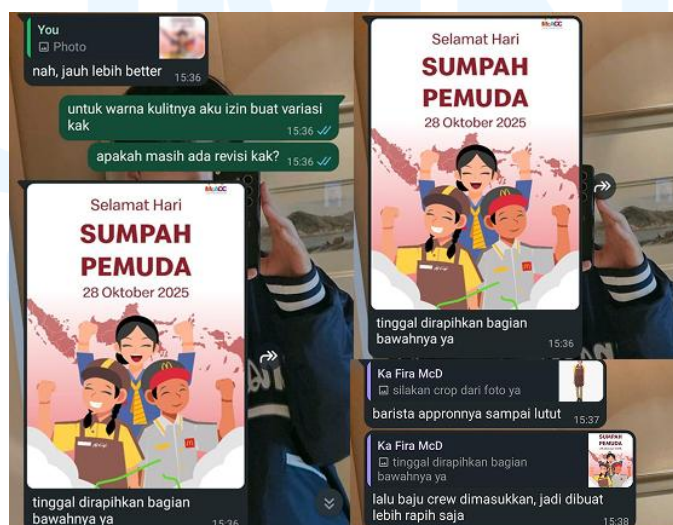 You
Photo
nah, jauh lebih better 15:36
untuk warna kulitnya aku izin buat variasi
kak 15:36
apakah masih ada revisi kak? 15:36
Selamat Hari
SUMPAH
PEMUDA
28 Oktober 2025
tinggal dirapihkan bagian
bawahnya ya 15:36
Selamat Hari
SUMPAH
PEMUDA
28 Oktober 2025
tinggal dirapihkan bagian
bawahnya ya 15:36
Ka Fira McD
silakan crop dari foto ya
barista appronnya sampai lutut 15:37
Ka Fira McD
tinggal dirapihkan bagian
bawahnya ya
SUMPAH
PEMUDA
lalu baju crew dimasukkan, jadi dibuat
lebih rapih saja 15:38